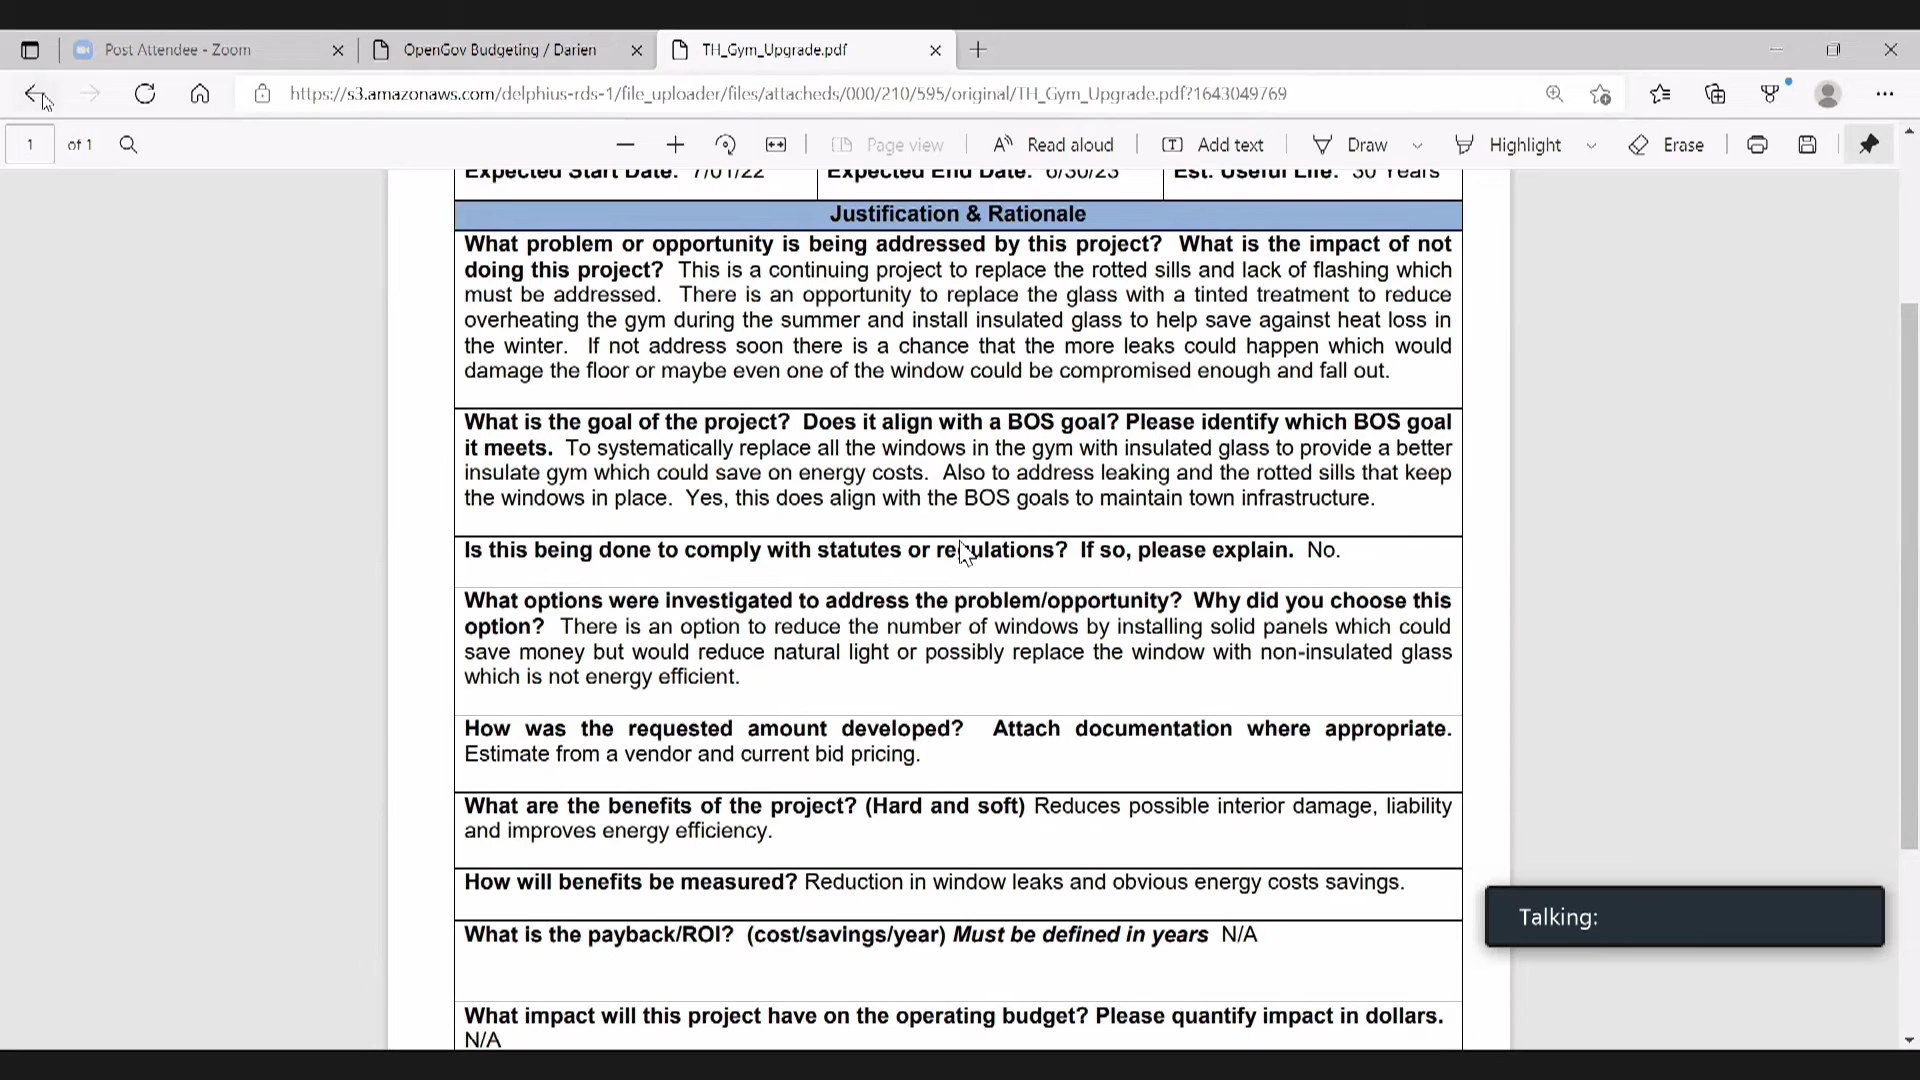 Post Attendee - Zoom
OpenGov Budgeting / Darien
TH_Gym_Upgrade.pdf
https://s3.amazonaws.com/delphius-rds-1/file_uploader/files/attacheds/000/210/595/original/TH_Gym_Upgrade.pdf?1643049769
1 of 1 Page view Read aloud Add text Draw Highlight Erase
Expected Start Date: 7/01/22 Expected End Date: 6/30/23 Est. Useful Life: 30 Years
Justification & Rationale
What problem or opportunity is being addressed by this project? What is the impact of not
doing this project? This is a continuing project to replace the rotted sills and lack of flashing which
must be addressed. There is an opportunity to replace the glass with a tinted treatment to reduce
overheating the gym during the summer and install insulated glass to help save against heat loss in
the winter. If not address soon there is a chance that the more leaks could happen which would
damage the floor or maybe even one of the window could be compromised enough and fall out.
What is the goal of the project? Does it align with a BOS goal? Please identify which BOS goal
it meets. To systematically replace all the windows in the gym with insulated glass to provide a better
insulate gym which could save on energy costs. Also to address leaking and the rotted sills that keep
the windows in place. Yes, this does align with the BOS goals to maintain town infrastructure.
Is this being done to comply with statutes or regulations? If so, please explain. No.
What options were investigated to address the problem/opportunity? Why did you choose this
option? There is an option to reduce the number of windows by installing solid panels which could
save money but would reduce natural light or possibly replace the window with non-insulated glass
which is not energy efficient.
How was the requested amount developed? Attach documentation where appropriate.
Estimate from a vendor and current bid pricing.
What are the benefits of the project? (Hard and soft) Reduces possible interior damage, liability
and improves energy efficiency.
How will benefits be measured? Reduction in window leaks and obvious energy costs savings.
Talking:
What is the payback/ROI? (cost/savings/year) Must be defined in years N/A
What impact will this project have on the operating budget? Please quantify impact in dollars.
N/A